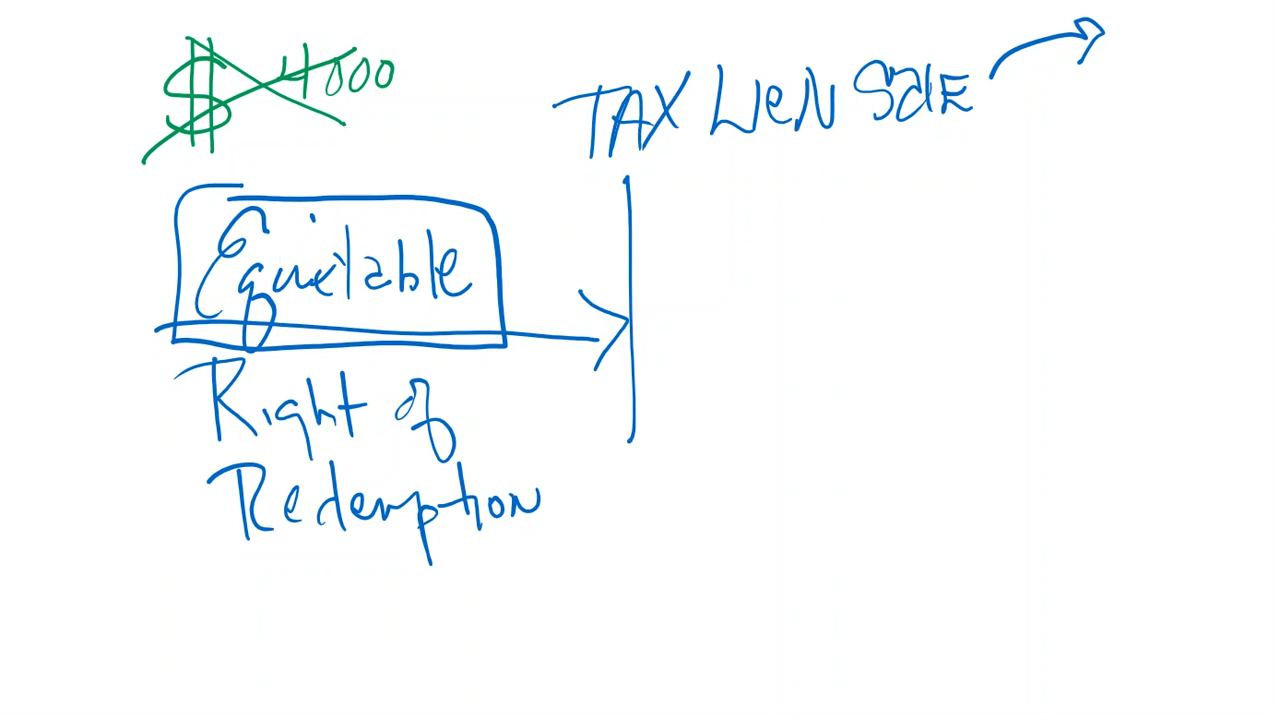 $4000
TAX LIEN SalE
Equitable
Right of
Redemption